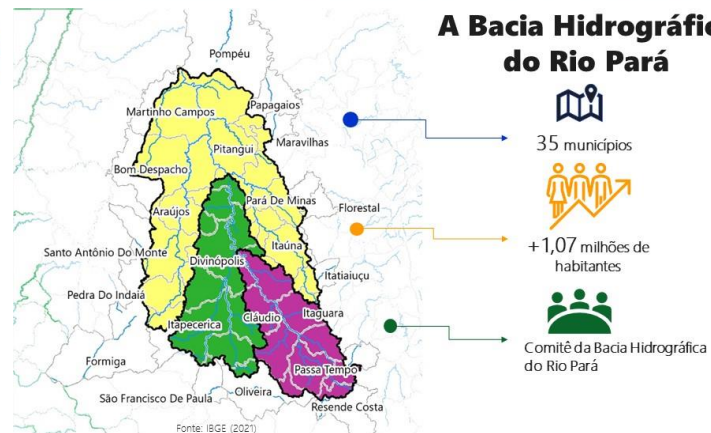 A Bacia Hidrográfic
do Rio Pará
Pompéu
Martinho Campos
Papagaios
Maravilhas
Pitangui
Bom Despacho
Araújos
Pará De Minas
Florestal
Santo Antônio Do Monte
Itaúna
Divinópolis
Itatiaiuçu
Pedra Do Indaiá
Itapecerica
Cláudio
Itaguara
Formiga
Passa Tempo
São Francisco De Paula
Oliveira
Resende Costa
Fonte: IBGE (2021)
35 municípios
+1,07 milhões de
habitantes
Comitê da Bacia Hidrográfica
do Rio Pará